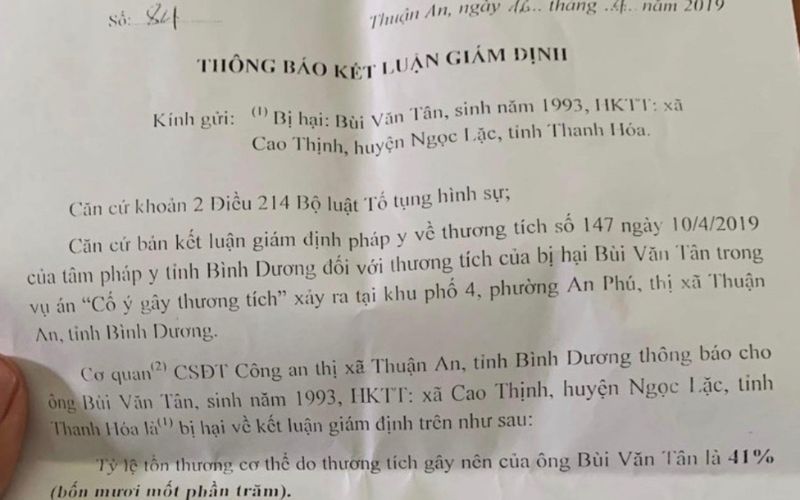 Số: 84
Thuận An, ngày 16.. tháng .4.. năm 2019
THÔNG BÁO KẾT LUẬN GIÁM ĐỊNH
Kính gửi: (1) Bị hại: Bùi Văn Tân, sinh năm 1993, HKTT: xã
Cao Thịnh, huyện Ngọc Lặc, tỉnh Thanh Hóa.
Căn cứ khoản 2 Điều 214 Bộ luật Tố tụng hình sự;
Căn cứ bản kết luận giám định pháp y về thương tích số 147 ngày 10/4/2019
của tâm pháp y tỉnh Bình Dương đối với thương tích của bị hại Bùi Văn Tân trong
vụ án “Cố ý gây thương tích” xảy ra tại khu phố 4, phường An Phú, thị xã Thuận
An, tỉnh Bình Dương.
Cơ quan(2) CSĐT Công an thị xã Thuận An, tỉnh Bình Dương thông báo cho
ông Bùi Văn Tân, sinh năm 1993, HKTT: xã Cao Thịnh, huyện Ngọc Lặc, tỉnh
Thanh Hóa là(1) bị hại về kết luận giám định trên như sau:
Tỷ lệ tổn thương cơ thể do thương tích gây nên của ông Bùi Văn Tân là 41%
(bốn mươi mốt phần trăm).